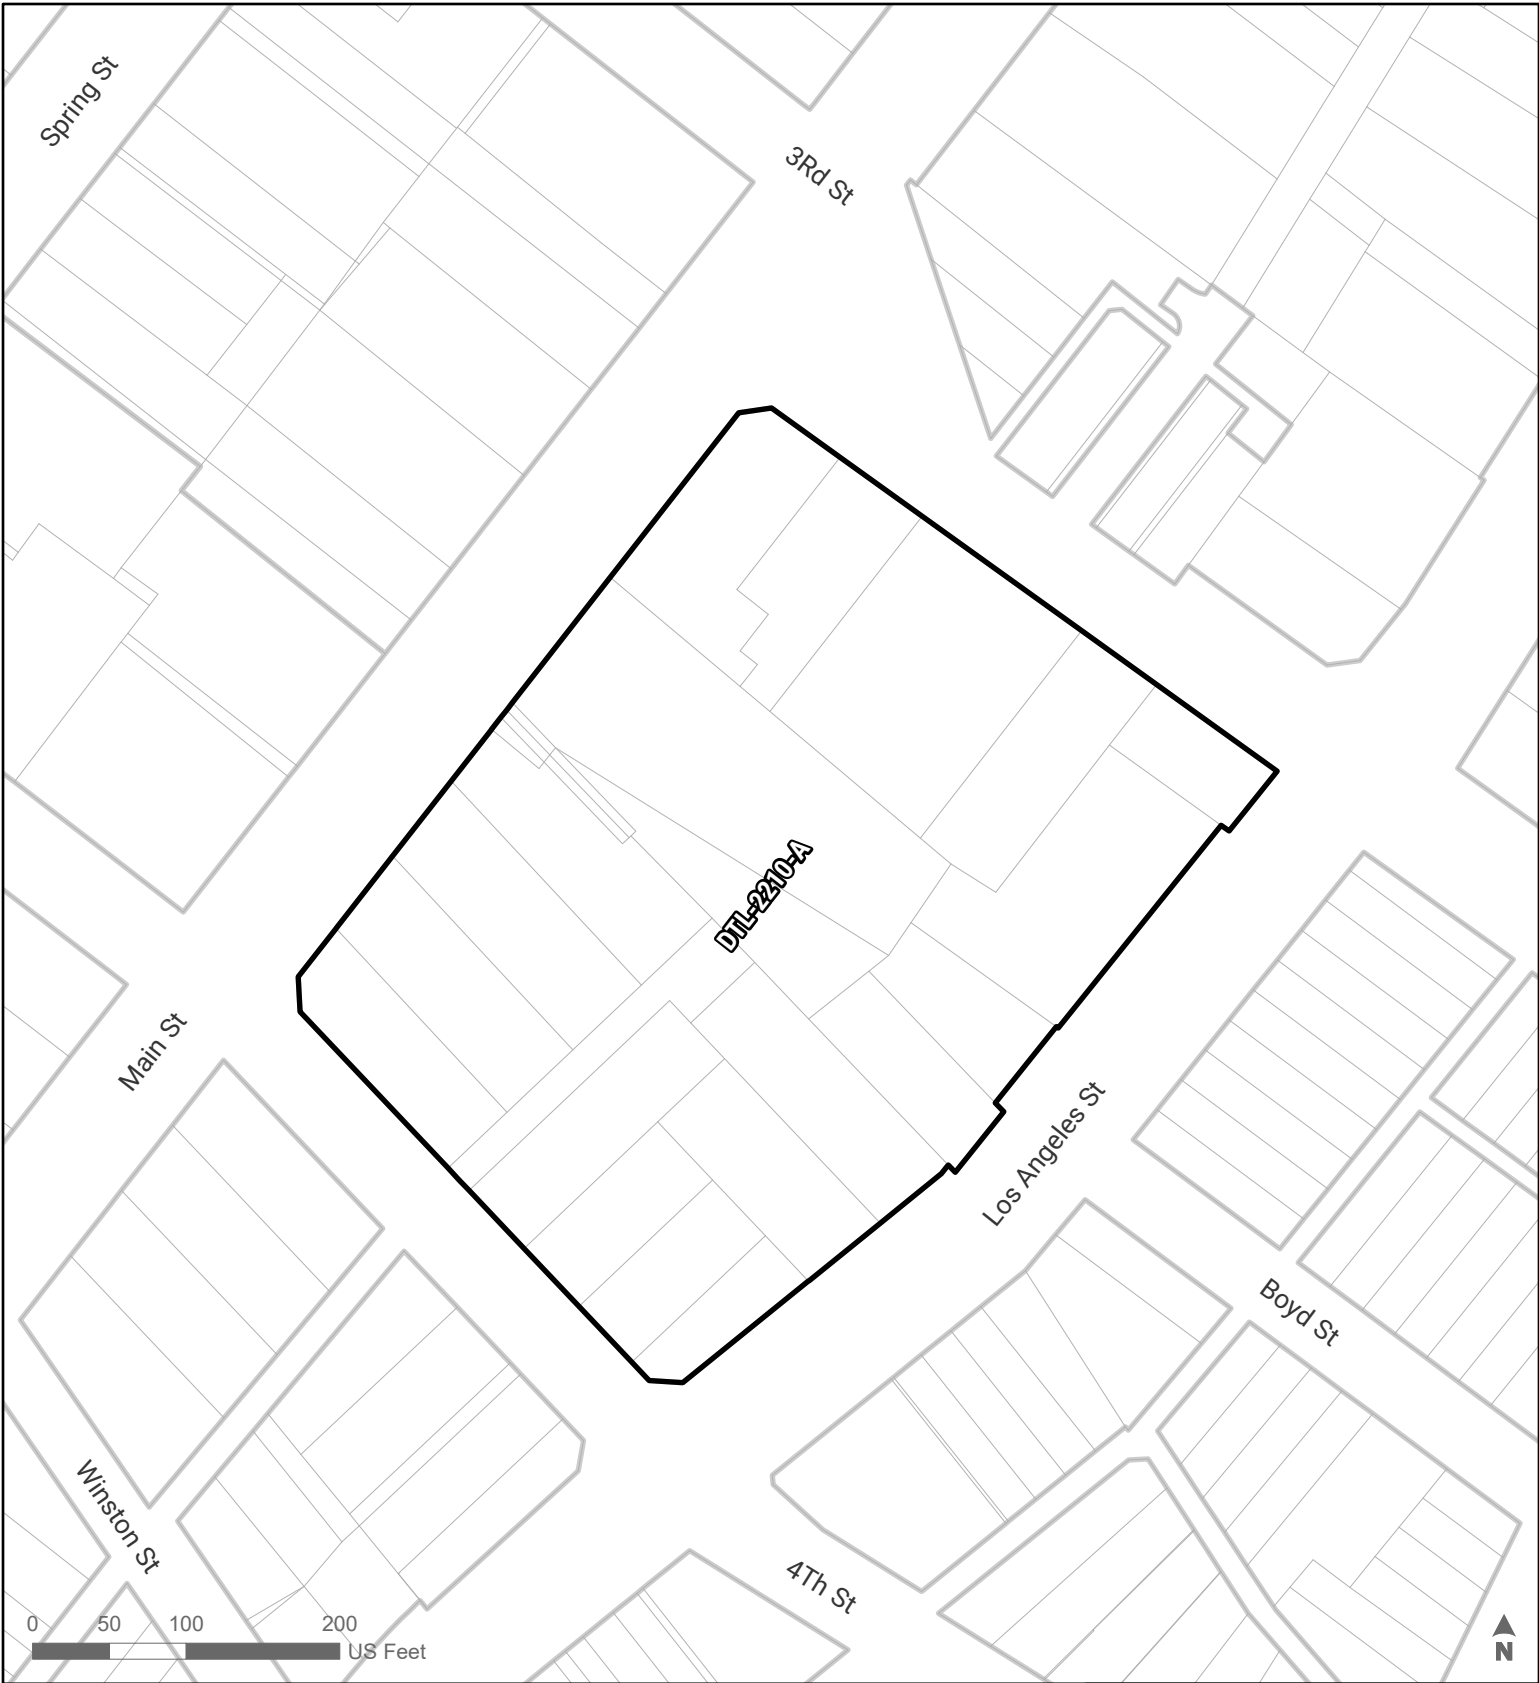 Spring St
3Rd St
DTL-2210-A
Main St
Los Angeles St
Boyd St
Winston St
4Th St
0 50 100 200
US Feet
N